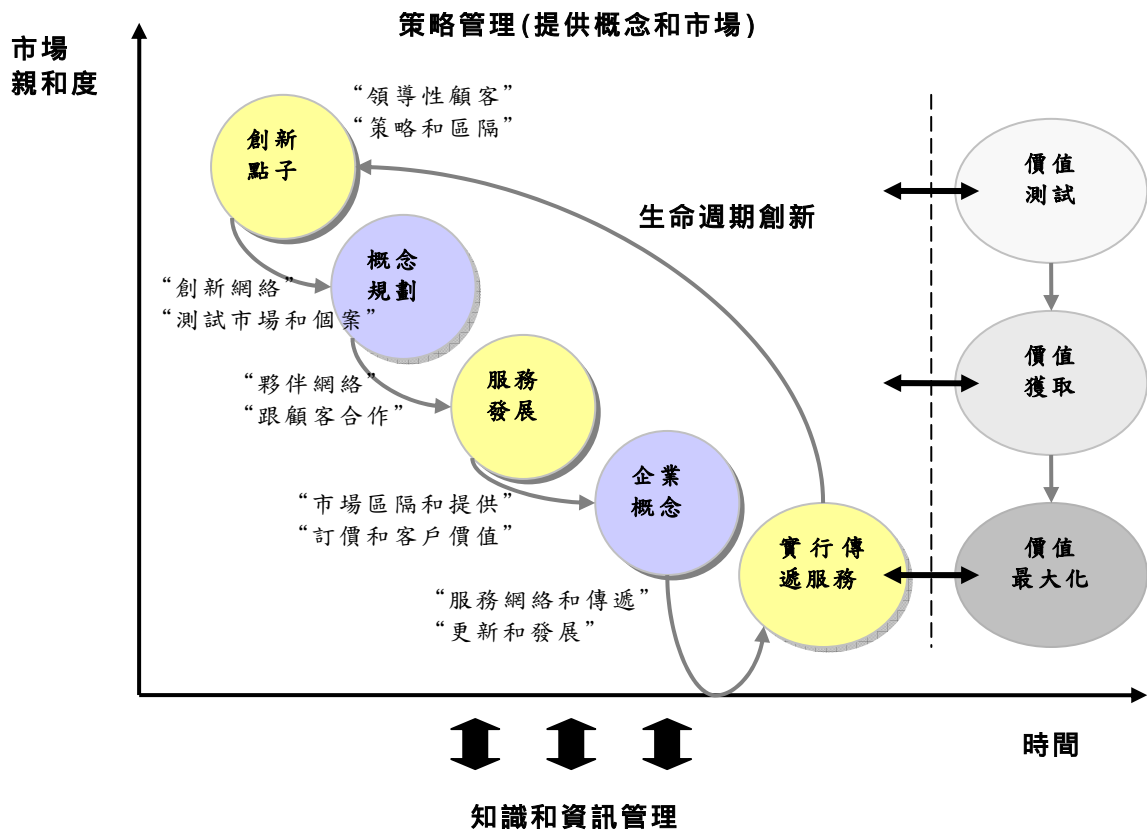 策略管理(提供概念和市場)
市場
親和度
“領導性顧客”
“策略和區隔”
創新
點子
價值
測試
生命週期創新
概念
規劃
“創新網絡”
“測試市場和個案”
價值
獲取
服務
發展
“夥伴網絡”
“跟顧客合作”
企業
概念
“市場區隔和提供”
“訂價和客戶價值”
實行傳
遞服務
價值
最大化
“服務網絡和傳遞”
“更新和發展”
時間
知識和資訊管理